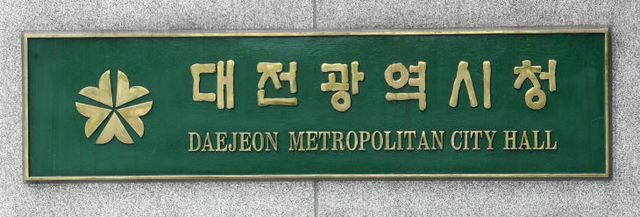 대전광역시청
DAEJEON METROPOLITAN CITY HALL